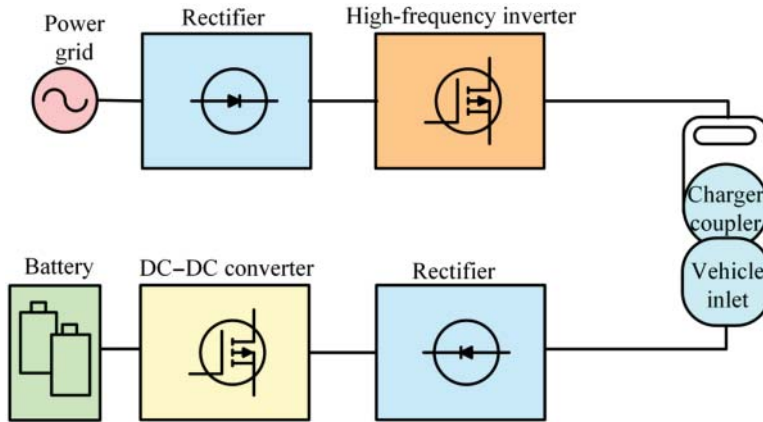 Power
grid
Rectifier
High-frequency inverter
Charger
coupler
Vehicle
inlet
Battery
DC–DC converter
Rectifier